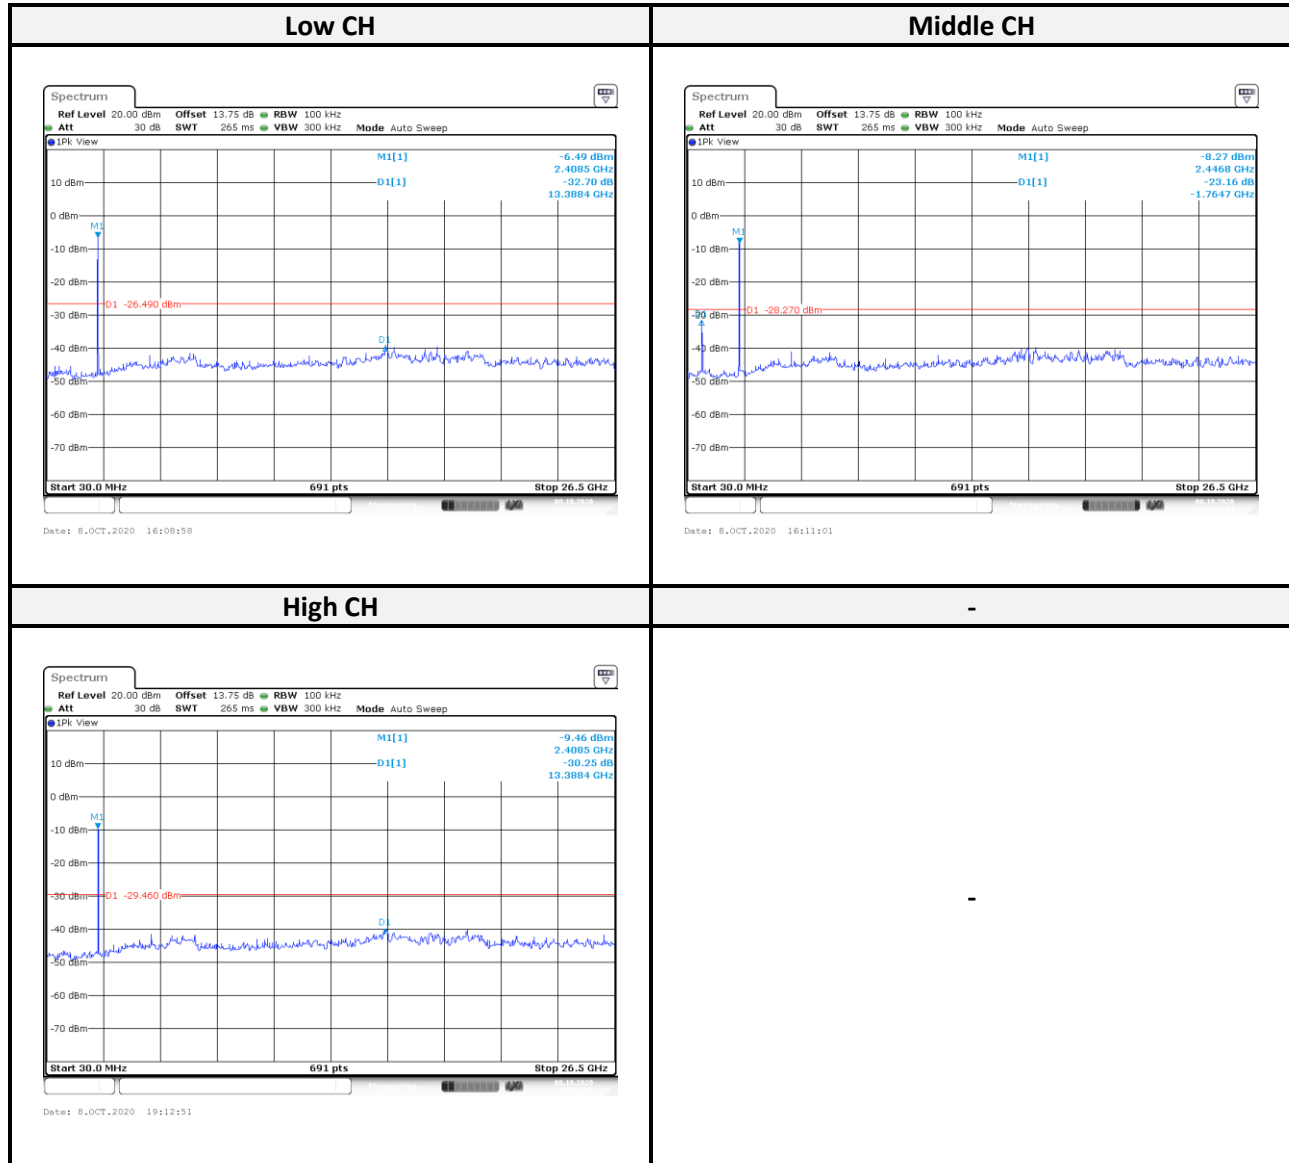 Low CH
Middle CH
Spectrum
Ref Level 20.00 dBm Offset 13.75 dB RBW 100 kHz
Att 30 dB SWT 265 ms VBW 300 kHz Mode Auto Sweep
1Pk View
M1[1] -6.49 dBm
2.4085 GHz
10 dBm D1[1] -32.70 dB
13.3884 GHz
0 dBm
M1
-10 dBm
-20 dBm
D1 -26.490 dBm
-30 dBm
D1
-40 dBm
-50 dBm
-60 dBm
-70 dBm
Start 30.0 MHz 691 pts Stop 26.5 GHz
Date: 8.OCT.2020 16:08:58
Spectrum
Ref Level 20.00 dBm Offset 13.75 dB RBW 100 kHz
Att 30 dB SWT 265 ms VBW 300 kHz Mode Auto Sweep
1Pk View
M1[1] -8.27 dBm
2.4468 GHz
10 dBm D1[1] -23.16 dB
-1.7647 GHz
0 dBm
M1
-10 dBm
-20 dBm
D1 -28.270 dBm
-30 dBm
-40 dBm
-50 dBm
-60 dBm
-70 dBm
Start 30.0 MHz 691 pts Stop 26.5 GHz
Date: 8.OCT.2020 16:11:01
High CH
-
Spectrum
Ref Level 20.00 dBm Offset 13.75 dB RBW 100 kHz
Att 30 dB SWT 265 ms VBW 300 kHz Mode Auto Sweep
1Pk View
M1[1] -9.46 dBm
2.4085 GHz
10 dBm D1[1] -30.25 dB
13.3884 GHz
0 dBm
M1
-10 dBm
-20 dBm
-30 dBm D1 -29.460 dBm
D1
-40 dBm
-50 dBm
-60 dBm
-70 dBm
Start 30.0 MHz 691 pts Stop 26.5 GHz
Date: 8.OCT.2020 19:12:51
-